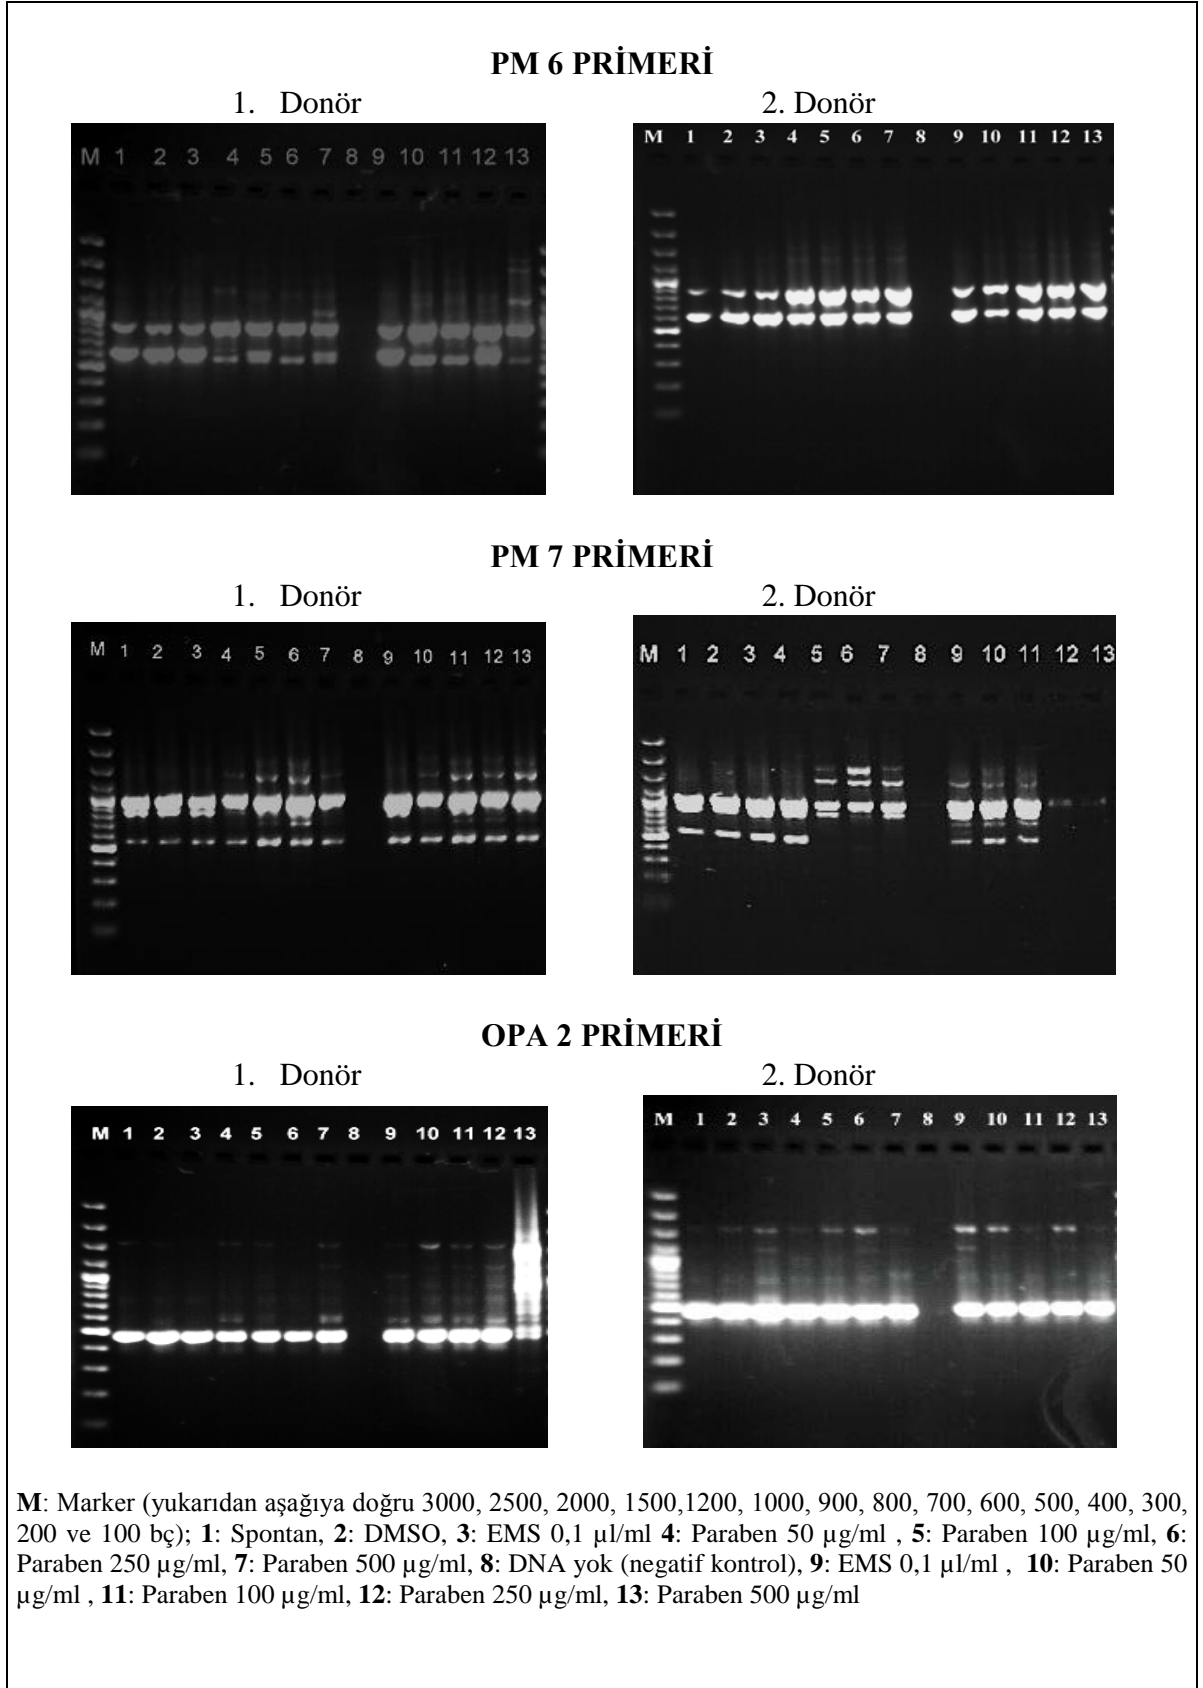 PM 6 PRİMERİ
1. Donör 2. Donör
M 1 2 3 4 5 6 7 8 9 10 11 12 13
M 1 2 3 4 5 6 7 8 9 10 11 12 13
PM 7 PRİMERİ
1. Donör 2. Donör
M 1 2 3 4 5 6 7 8 9 10 11 12 13
M 1 2 3 4 5 6 7 8 9 10 11 12 13
OPA 2 PRİMERİ
1. Donör 2. Donör
M 1 2 3 4 5 6 7 8 9 10 11 12 13
M 1 2 3 4 5 6 7 8 9 10 11 12 13
M: Marker (yukarıdan aşağıya doğru 3000, 2500, 2000, 1500,1200, 1000, 900, 800, 700, 600, 500, 400, 300,
200 ve 100 bç); 1: Spontan, 2: DMSO, 3: EMS 0,1 µl/ml 4: Paraben 50 µg/ml , 5: Paraben 100 µg/ml, 6:
Paraben 250 µg/ml, 7: Paraben 500 µg/ml, 8: DNA yok (negatif kontrol), 9: EMS 0,1 µl/ml , 10: Paraben 50
µg/ml , 11: Paraben 100 µg/ml, 12: Paraben 250 µg/ml, 13: Paraben 500 µg/ml